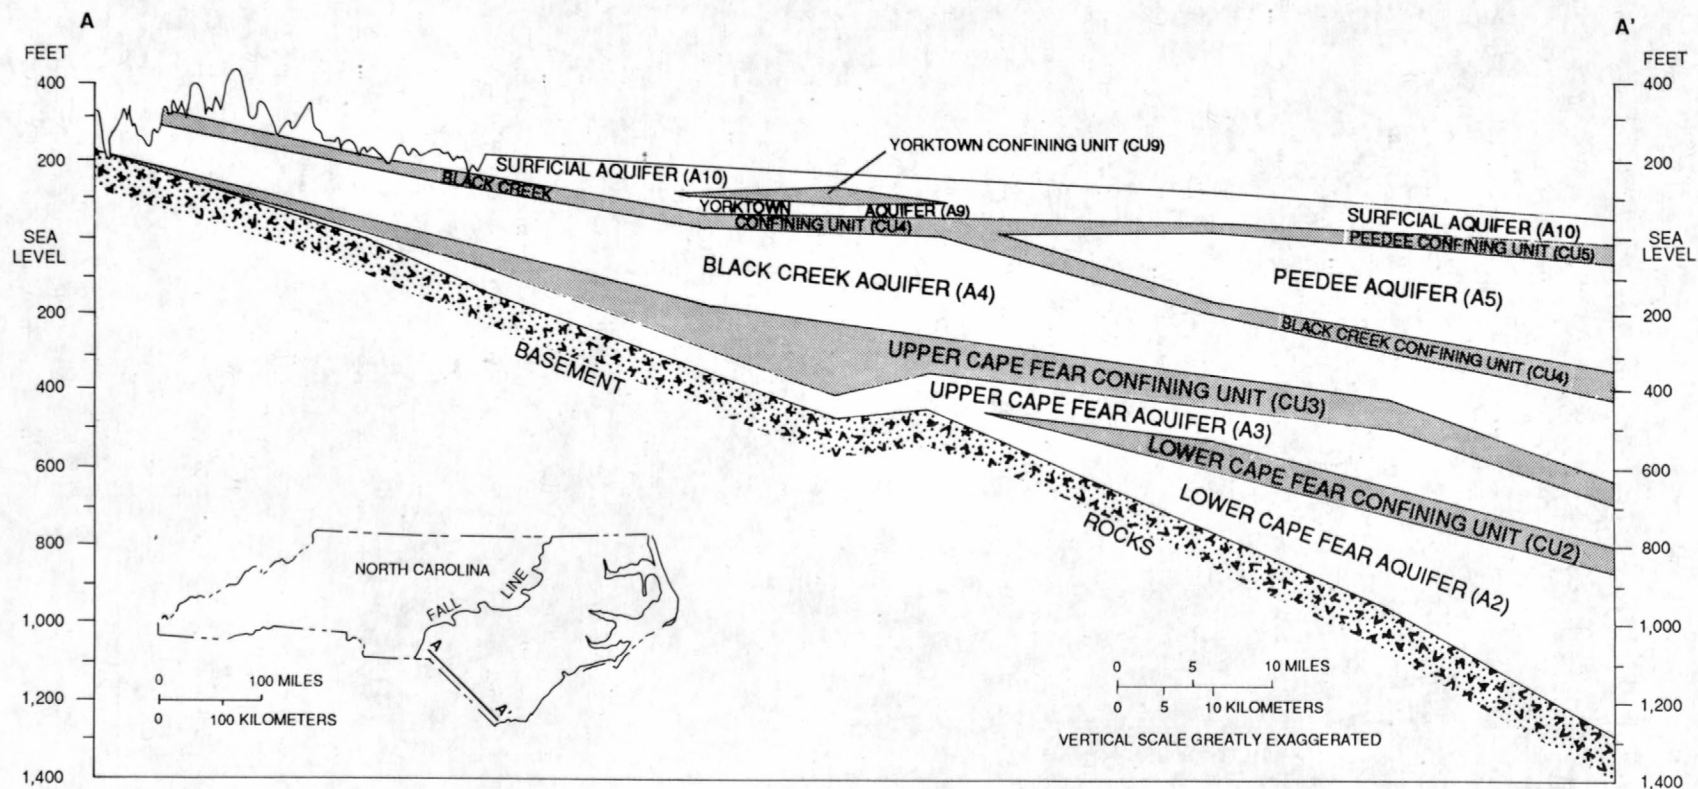 A
A'
FEET
FEET
400
400
YORKTOWN CONFINING UNIT (CU9)
200
200
SURFICIAL AQUIFER (A10)
BLACK CREEK
YORKTOWN AQUIFER (A9)
CONFINING UNIT (CU4)
SURFICIAL AQUIFER (A10)
PEEDEE CONFINING UNIT (CU5)
SEA
LEVEL
SEA
LEVEL
BLACK CREEK AQUIFER (A4)
PEEDEE AQUIFER (A5)
200
200
BLACK CREEK CONFINING UNIT (CU4)
BASEMENT
UPPER CAPE FEAR CONFINING UNIT (CU3)
400
400
UPPER CAPE FEAR AQUIFER (A3)
LOWER CAPE FEAR CONFINING UNIT (CU2)
600
600
LOWER CAPE FEAR AQUIFER (A2)
ROCKS
800
800
NORTH CAROLINA
FALL LINE
1,000
1,000
A
A'
0 100 MILES
0 100 KILOMETERS
0 5 10 MILES
0 5 10 KILOMETERS
VERTICAL SCALE GREATLY EXAGGERATED
1,200
1,200
1,400
1,400